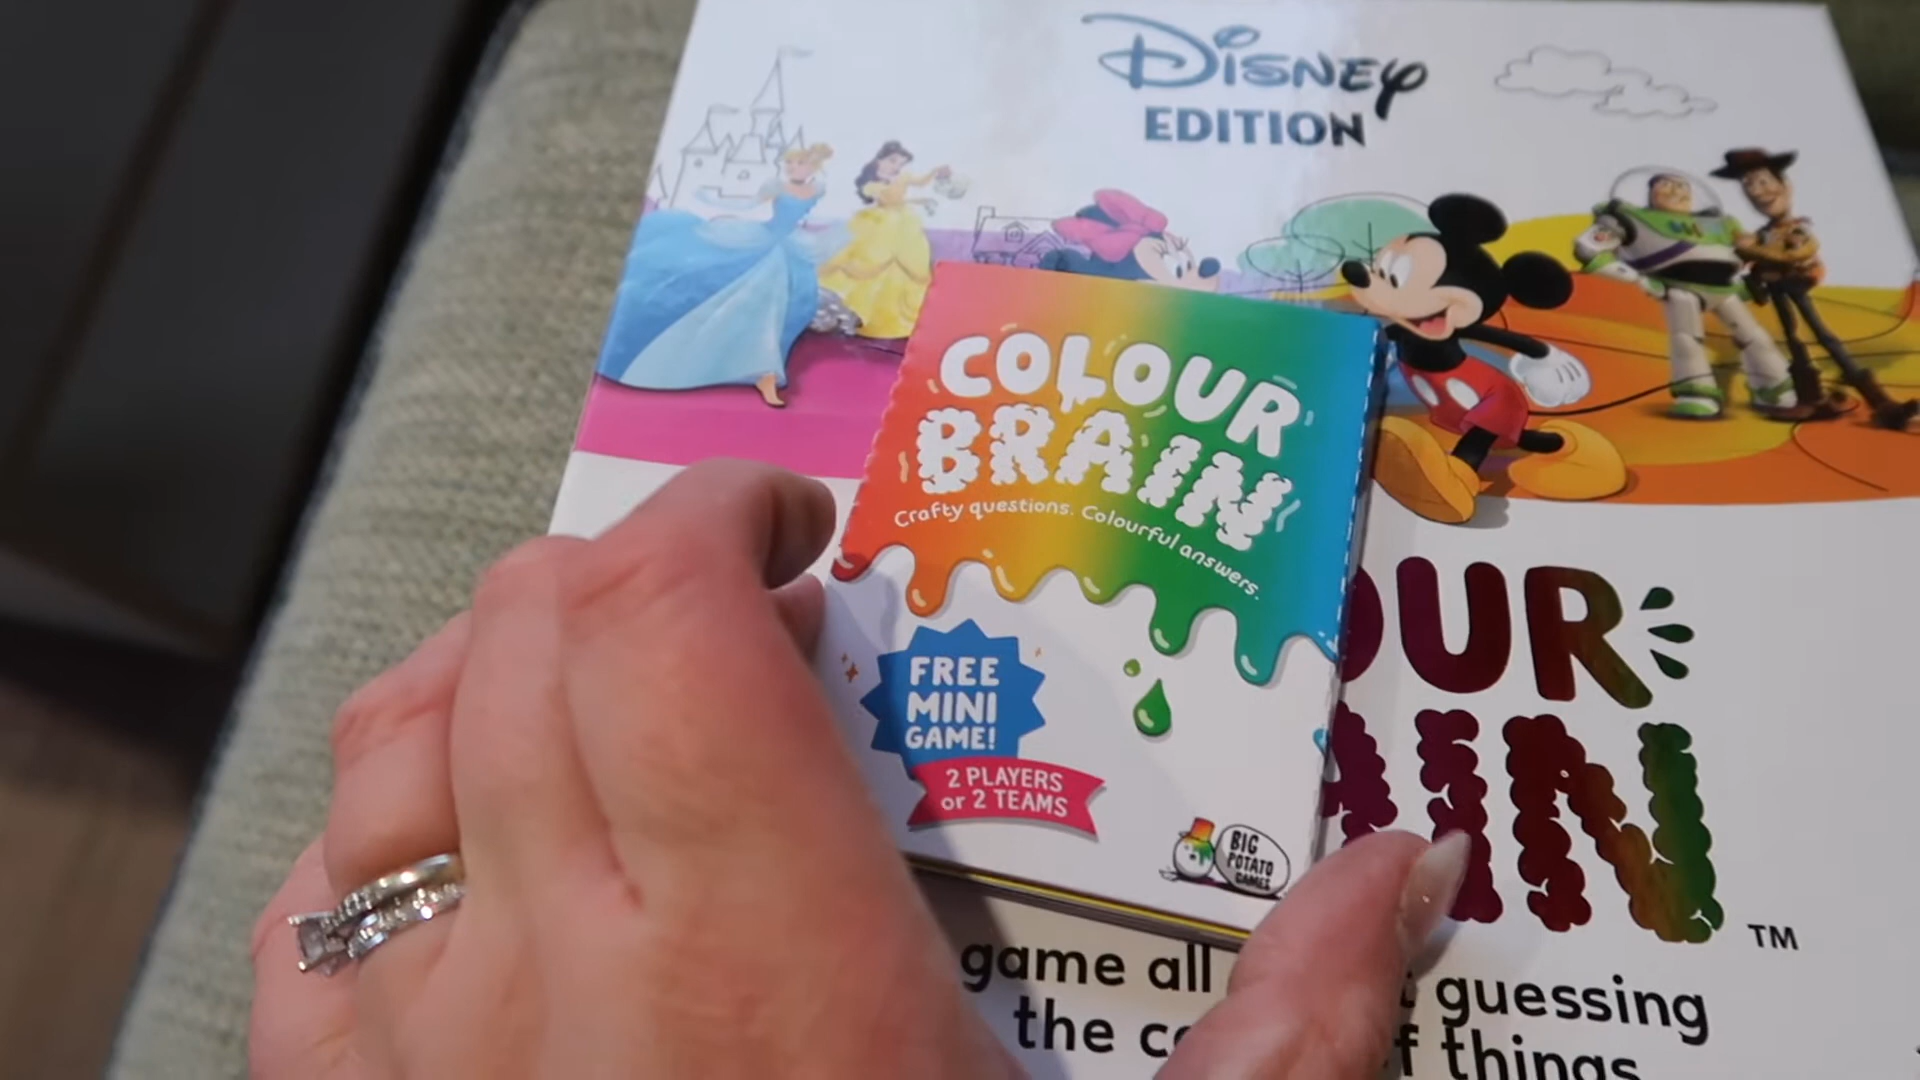 Disney
EDITION
COLOUR
BRAIN
Crafty questions. Colourful answers.
FREE
MINI
GAME!
2 PLAYERS
or 2 TEAMS
BIG
POTATO
GAMES
OUR
AIN
TM
game all guessing
the things